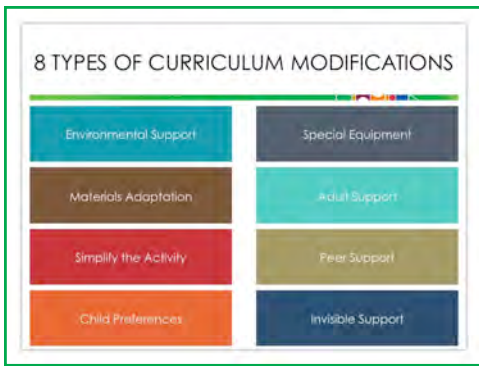 8 TYPES OF CURRICULUM MODIFICATIONS
Environmental Support
Special Equipment
Materials Adaptation
Adult Support
Simplify the Activity
Peer Support
Child Preferences
Invisible Support